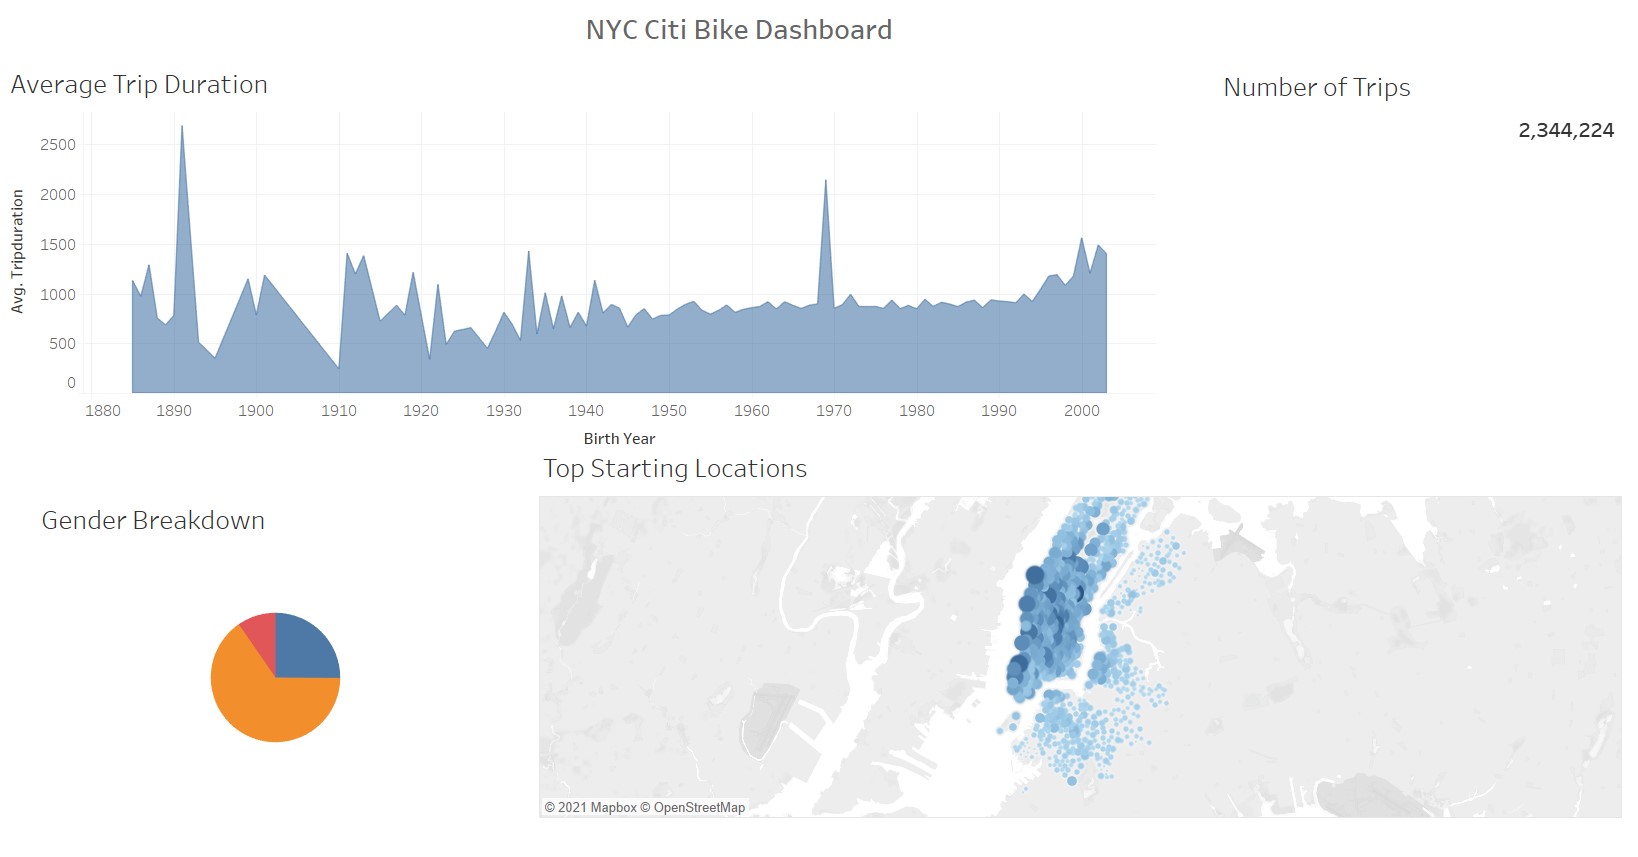 NYC Citi Bike Dashboard
Average Trip Duration
Number of Trips
2,344,224
Avg. Tripduration
2500
2000
1500
1000
500
0
1880 1890 1900 1910 1920 1930 1940 1950 1960 1970 1980 1990 2000
Birth Year
Top Starting Locations
Gender Breakdown
© 2021 Mapbox © OpenStreetMap